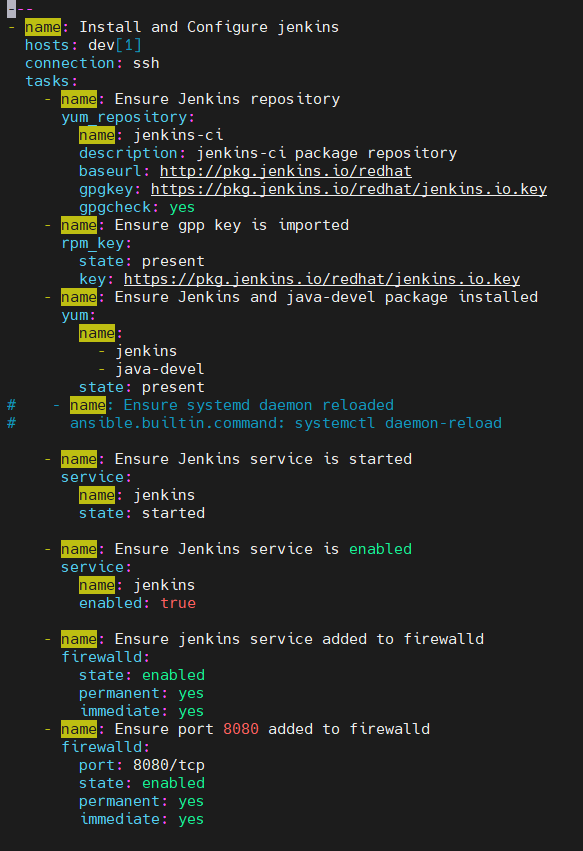 ---
- name: Install and Configure jenkins
  hosts: dev[1]
  connection: ssh
  tasks:
    - name: Ensure Jenkins repository
      yum_repository:
        name: jenkins-ci
        description: jenkins-ci package repository
        baseurl: http://pkg.jenkins.io/redhat
        gpgkey: https://pkg.jenkins.io/redhat/jenkins.io.key
        gpgcheck: yes
    - name: Ensure gpp key is imported
      rpm_key:
        state: present
        key: https://pkg.jenkins.io/redhat/jenkins.io.key
    - name: Ensure Jenkins and java-devel package installed
      yum:
        name:
          - jenkins
          - java-devel
        state: present
#    - name: Ensure systemd daemon reloaded
#      ansible.builtin.command: systemctl daemon-reload

    - name: Ensure Jenkins service is started
      service:
        name: jenkins
        state: started

    - name: Ensure Jenkins service is enabled
      service:
        name: jenkins
        enabled: true

    - name: Ensure jenkins service added to firewalld
      firewalld:
        state: enabled
        permanent: yes
        immediate: yes
    - name: Ensure port 8080 added to firewalld
      firewalld:
        port: 8080/tcp
        state: enabled
        permanent: yes
        immediate: yes